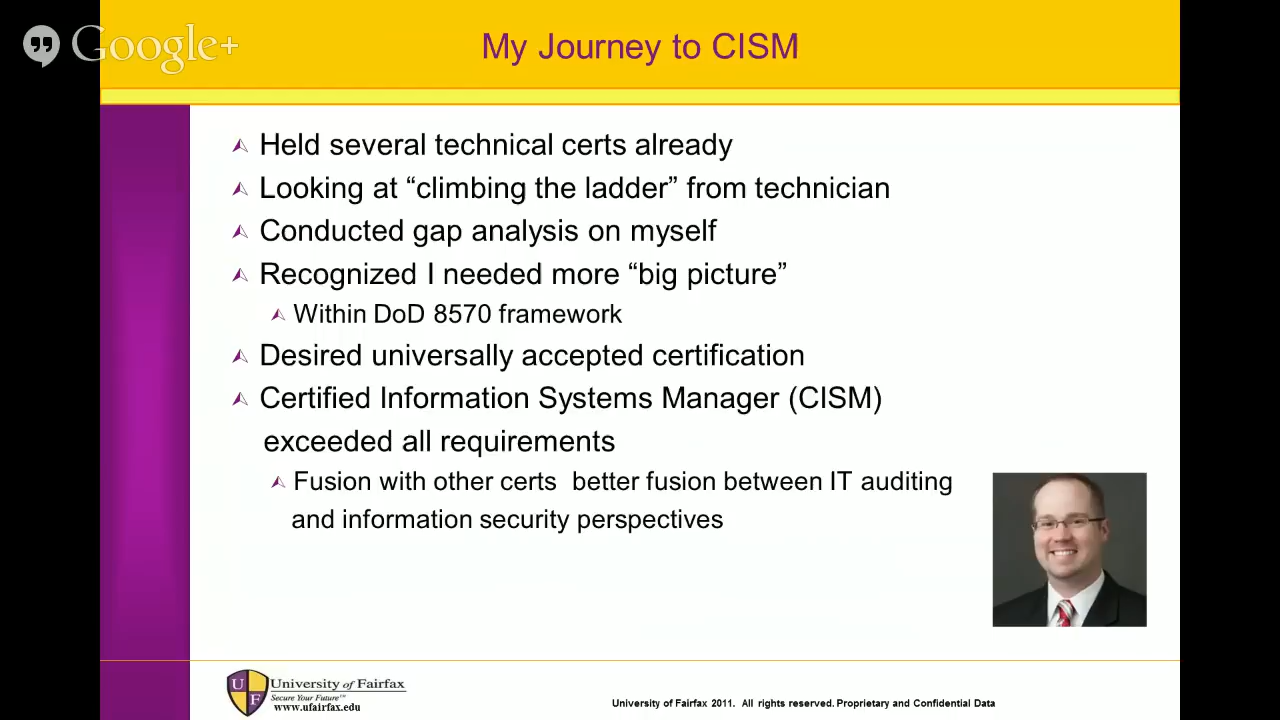 Google+
My Journey to CISM
Held several technical certs already
Looking at “climbing the ladder” from technician
Conducted gap analysis on myself
Recognized I needed more “big picture”
Within DoD 8570 framework
Desired universally accepted certification
Certified Information Systems Manager (CISM)
exceeded all requirements
Fusion with other certs  better fusion between IT auditing
and information security perspectives
U F
University of Fairfax
Secure Your Future™
www.ufairfax.edu
University of Fairfax 2011. All rights reserved. Proprietary and Confidential Data